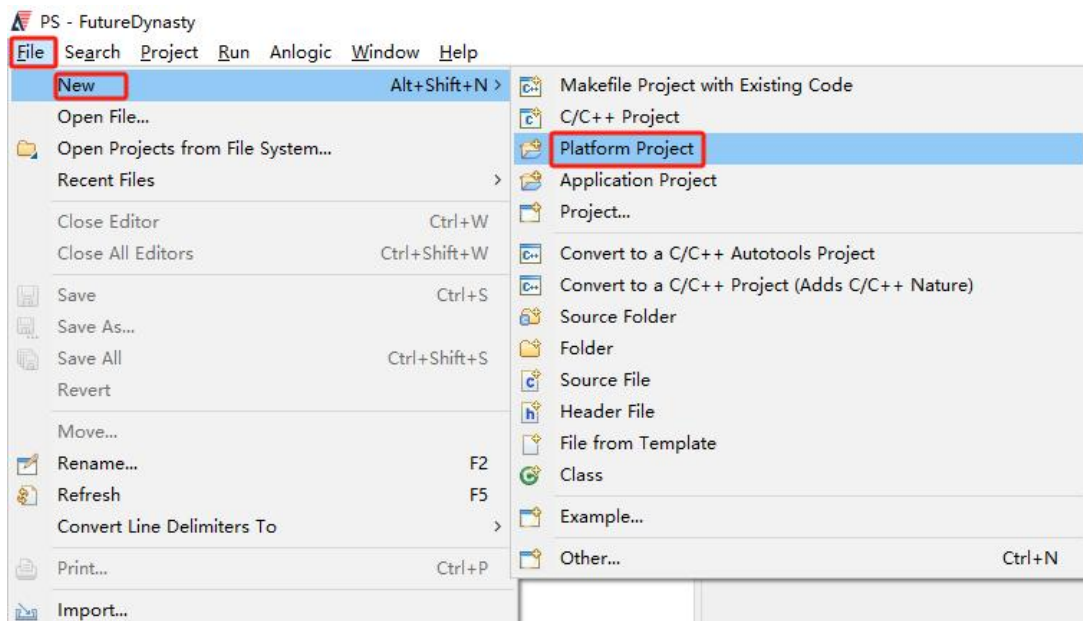 PS - FutureDynasty
File Search Project Run Anlogic Window Help
New Alt+Shift+N >
Open File...
Open Projects from File System...
Recent Files >
Close Editor Ctrl+W
Close All Editors Ctrl+Shift+W
Save Ctrl+S
Save As...
Save All Ctrl+Shift+S
Revert
Move...
Rename... F2
Refresh F5
Convert Line Delimiters To >
Print... Ctrl+P
Import...
Makefile Project with Existing Code
C/C++ Project
Platform Project
Application Project
Project...
Convert to a C/C++ Autotools Project
Convert to a C/C++ Project (Adds C/C++ Nature)
Source Folder
Folder
Source File
Header File
File from Template
Class
Example...
Other... Ctrl+N